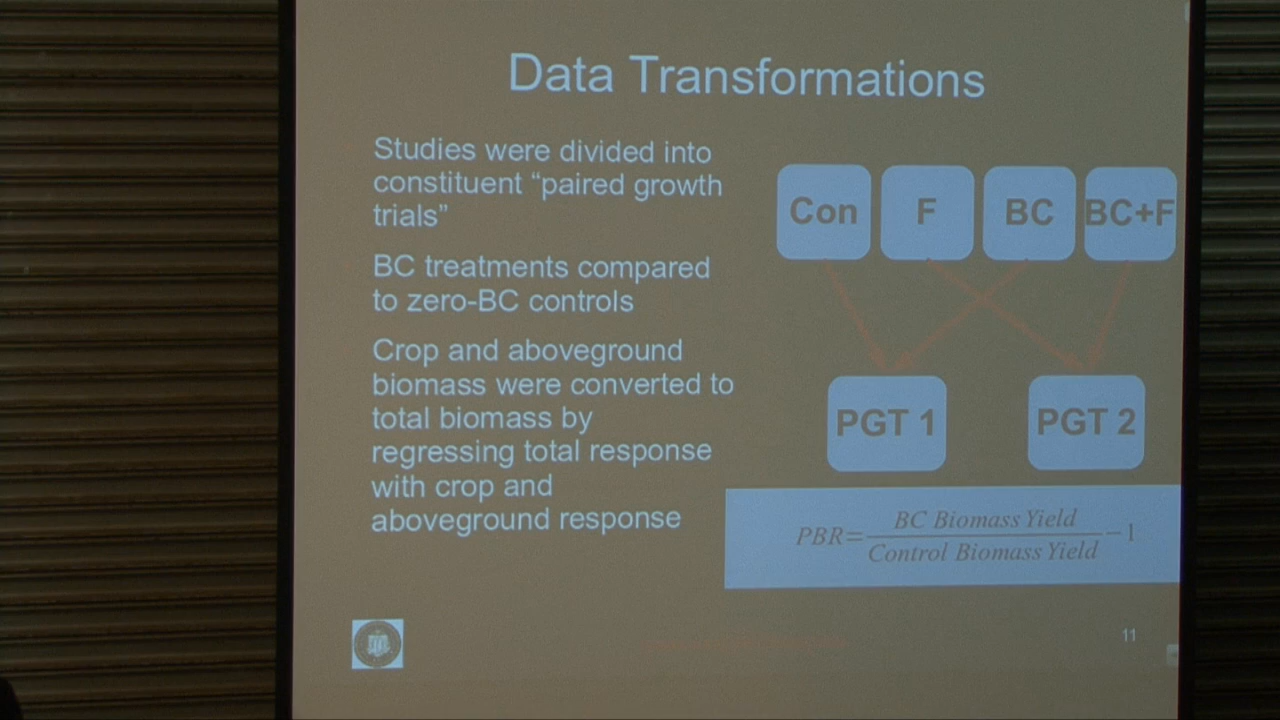 Data Transformations
Studies were divided into
constituent “paired growth
trials”
BC treatments compared
to zero-BC controls
Crop and aboveground
biomass were converted to
total biomass by
regressing total response
with crop and
aboveground response
Con F BC BC+F
PGT 1 PGT 2
PBR = BC Biomass Yield / Control Biomass Yield - 1
11